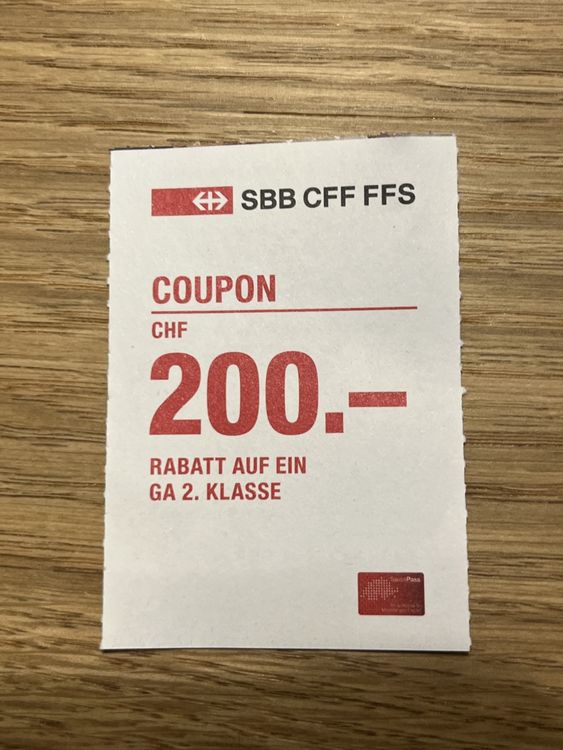 SBB CFF FFS
COUPON
CHF
200.–
RABATT AUF EIN
GA 2. KLASSE
SwissPass